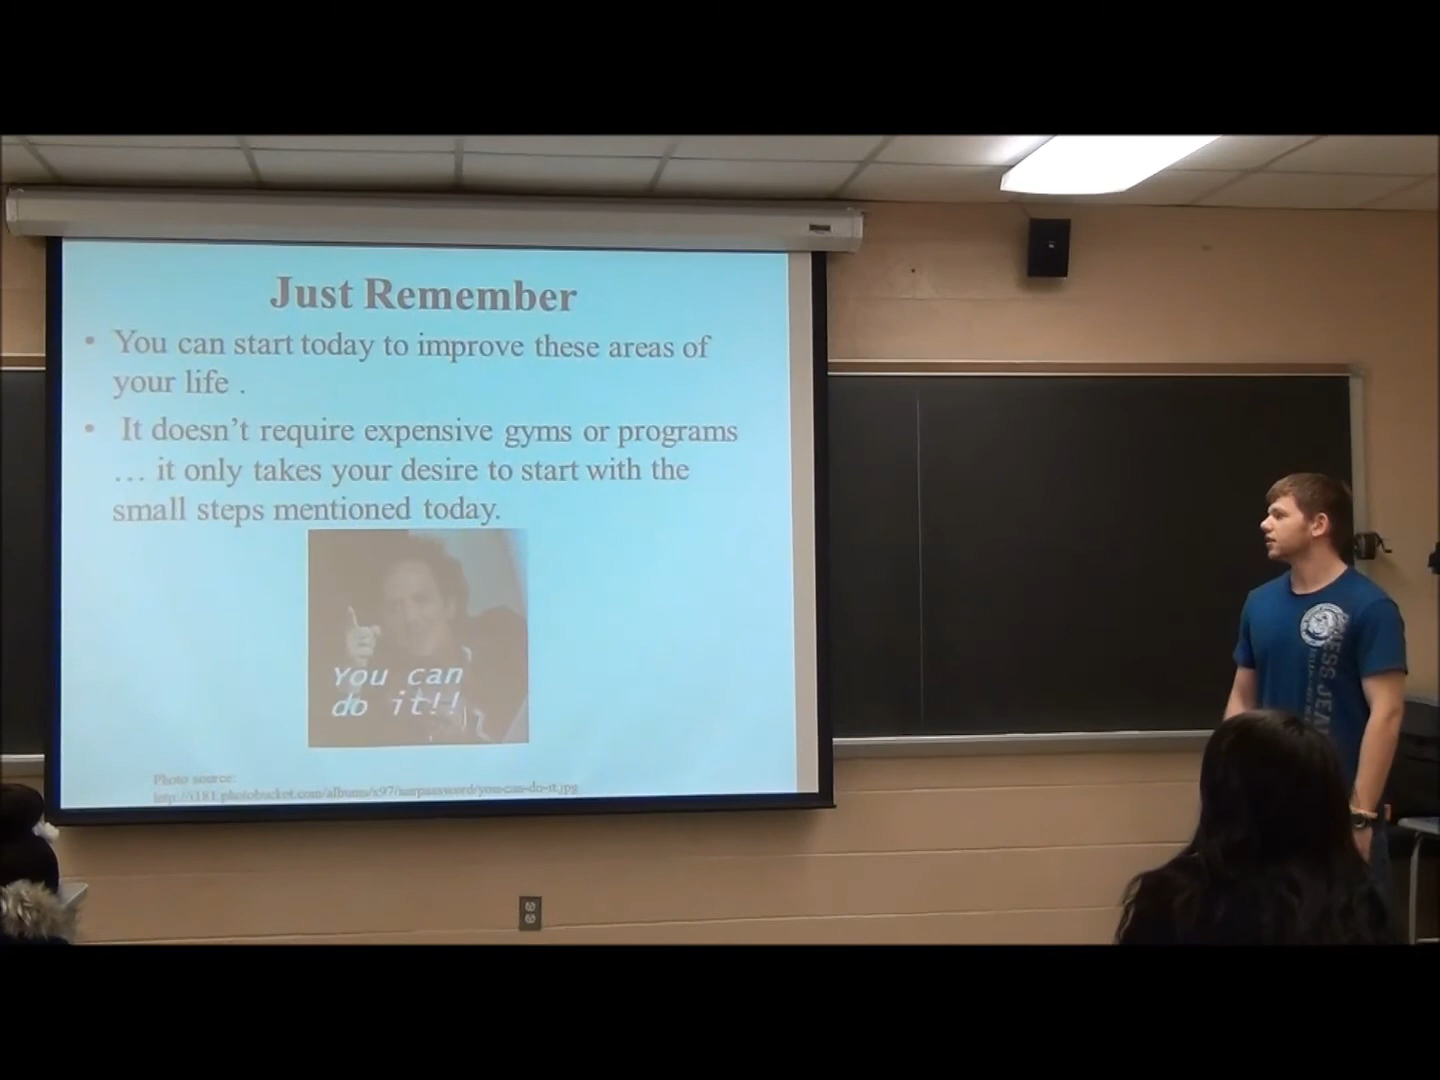 Just Remember
• You can start today to improve these areas of
your life .
• It doesn't require expensive gyms or programs
… it only takes your desire to start with the
small steps mentioned today.
You can
do it!!
Photo source: